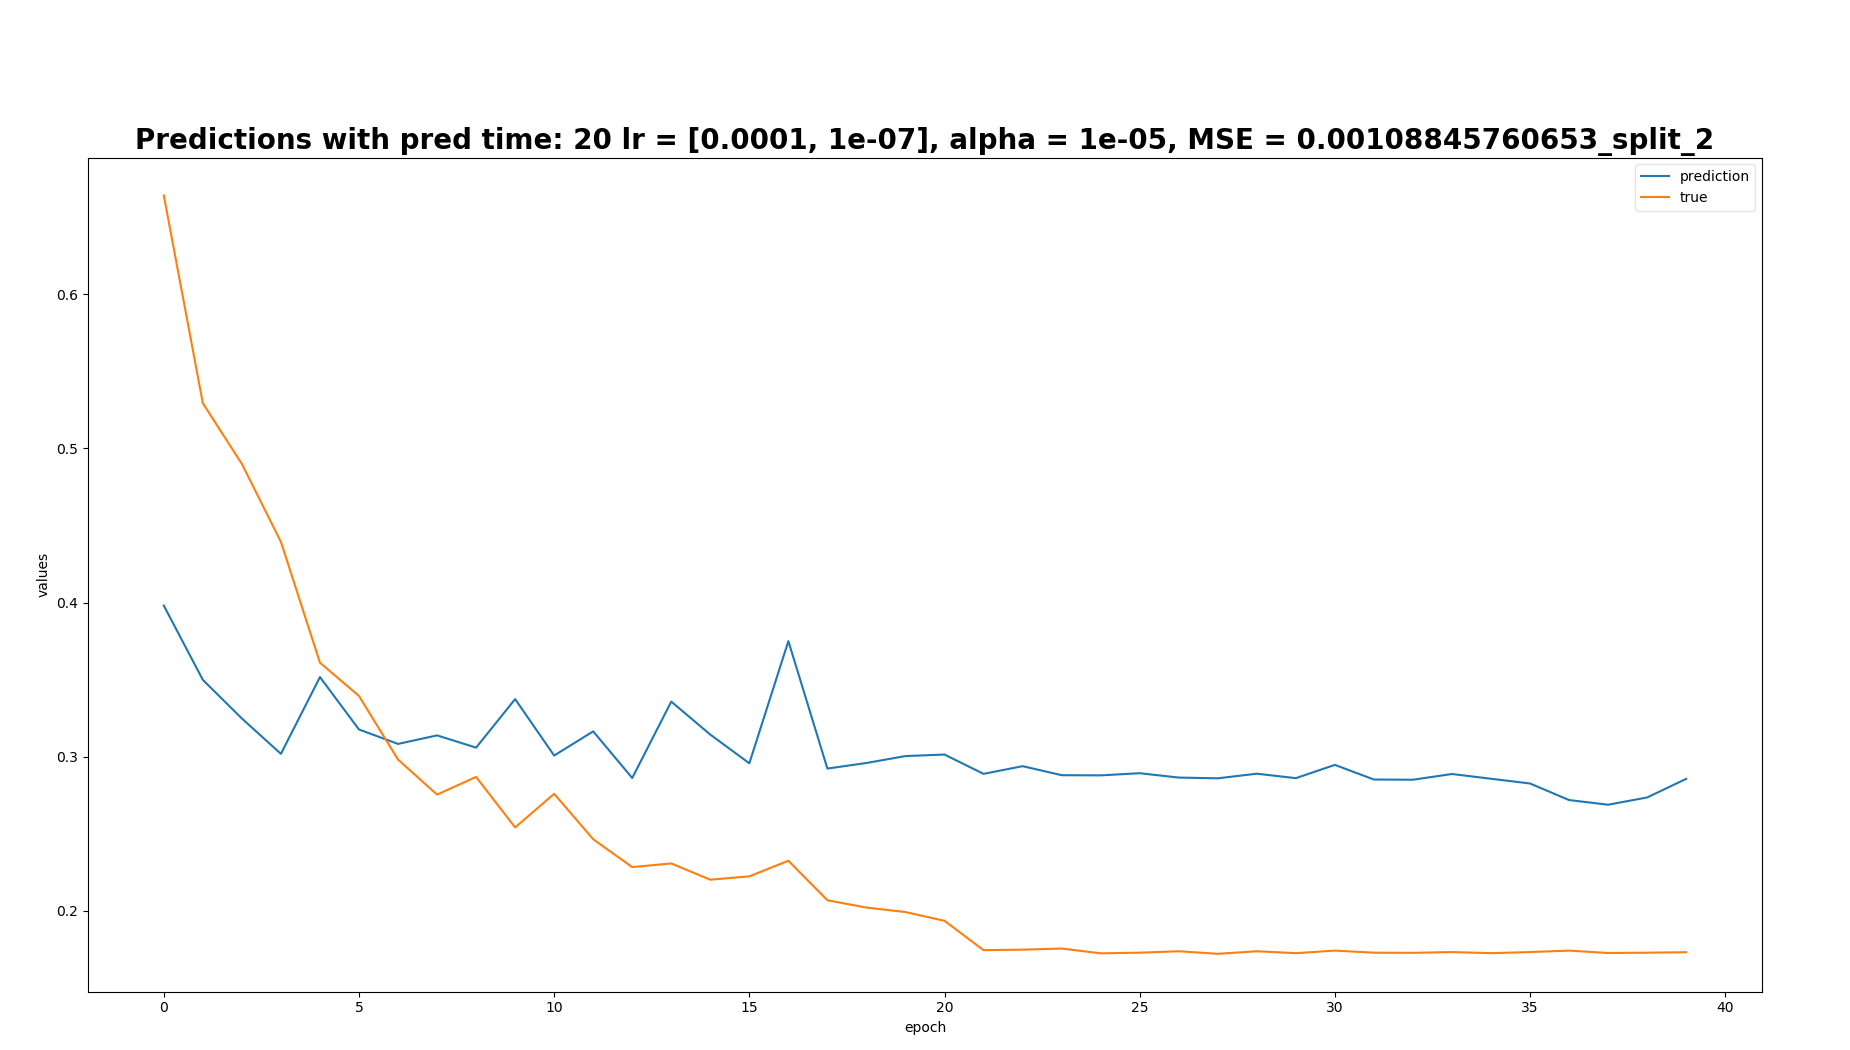 Predictions with pred time: 20 lr = [0.0001, 1e-07], alpha = 1e-05, MSE = 0.00108845760653_split_2
prediction
true
values
0.6
0.5
0.4
0.3
0.2
0 5 10 15 20 25 30 35 40
epoch